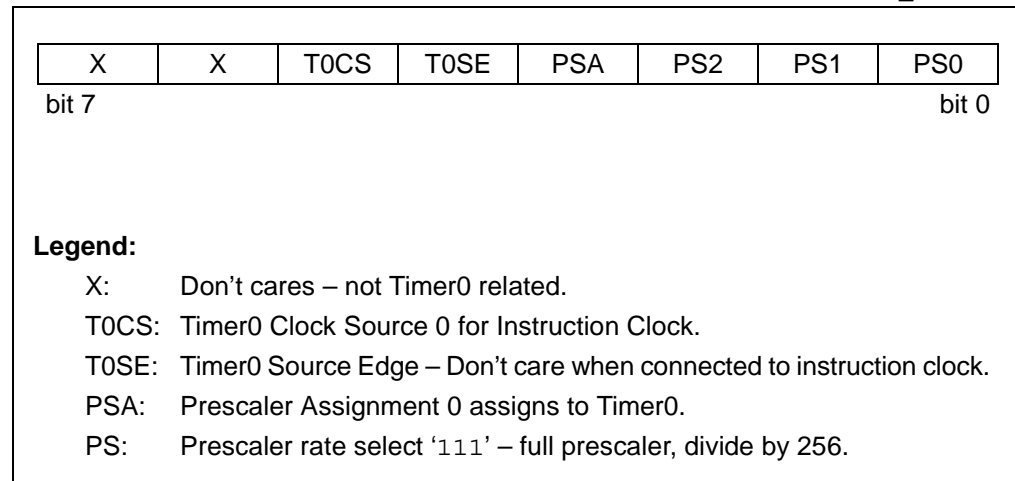 X X T0CS T0SE PSA PS2 PS1 PS0
bit 7 bit 0
Legend:
X: Don't cares – not Timer0 related.
T0CS: Timer0 Clock Source 0 for Instruction Clock.
T0SE: Timer0 Source Edge – Don't care when connected to instruction clock.
PSA: Prescaler Assignment 0 assigns to Timer0.
PS: Prescaler rate select ‘111’ – full prescaler, divide by 256.